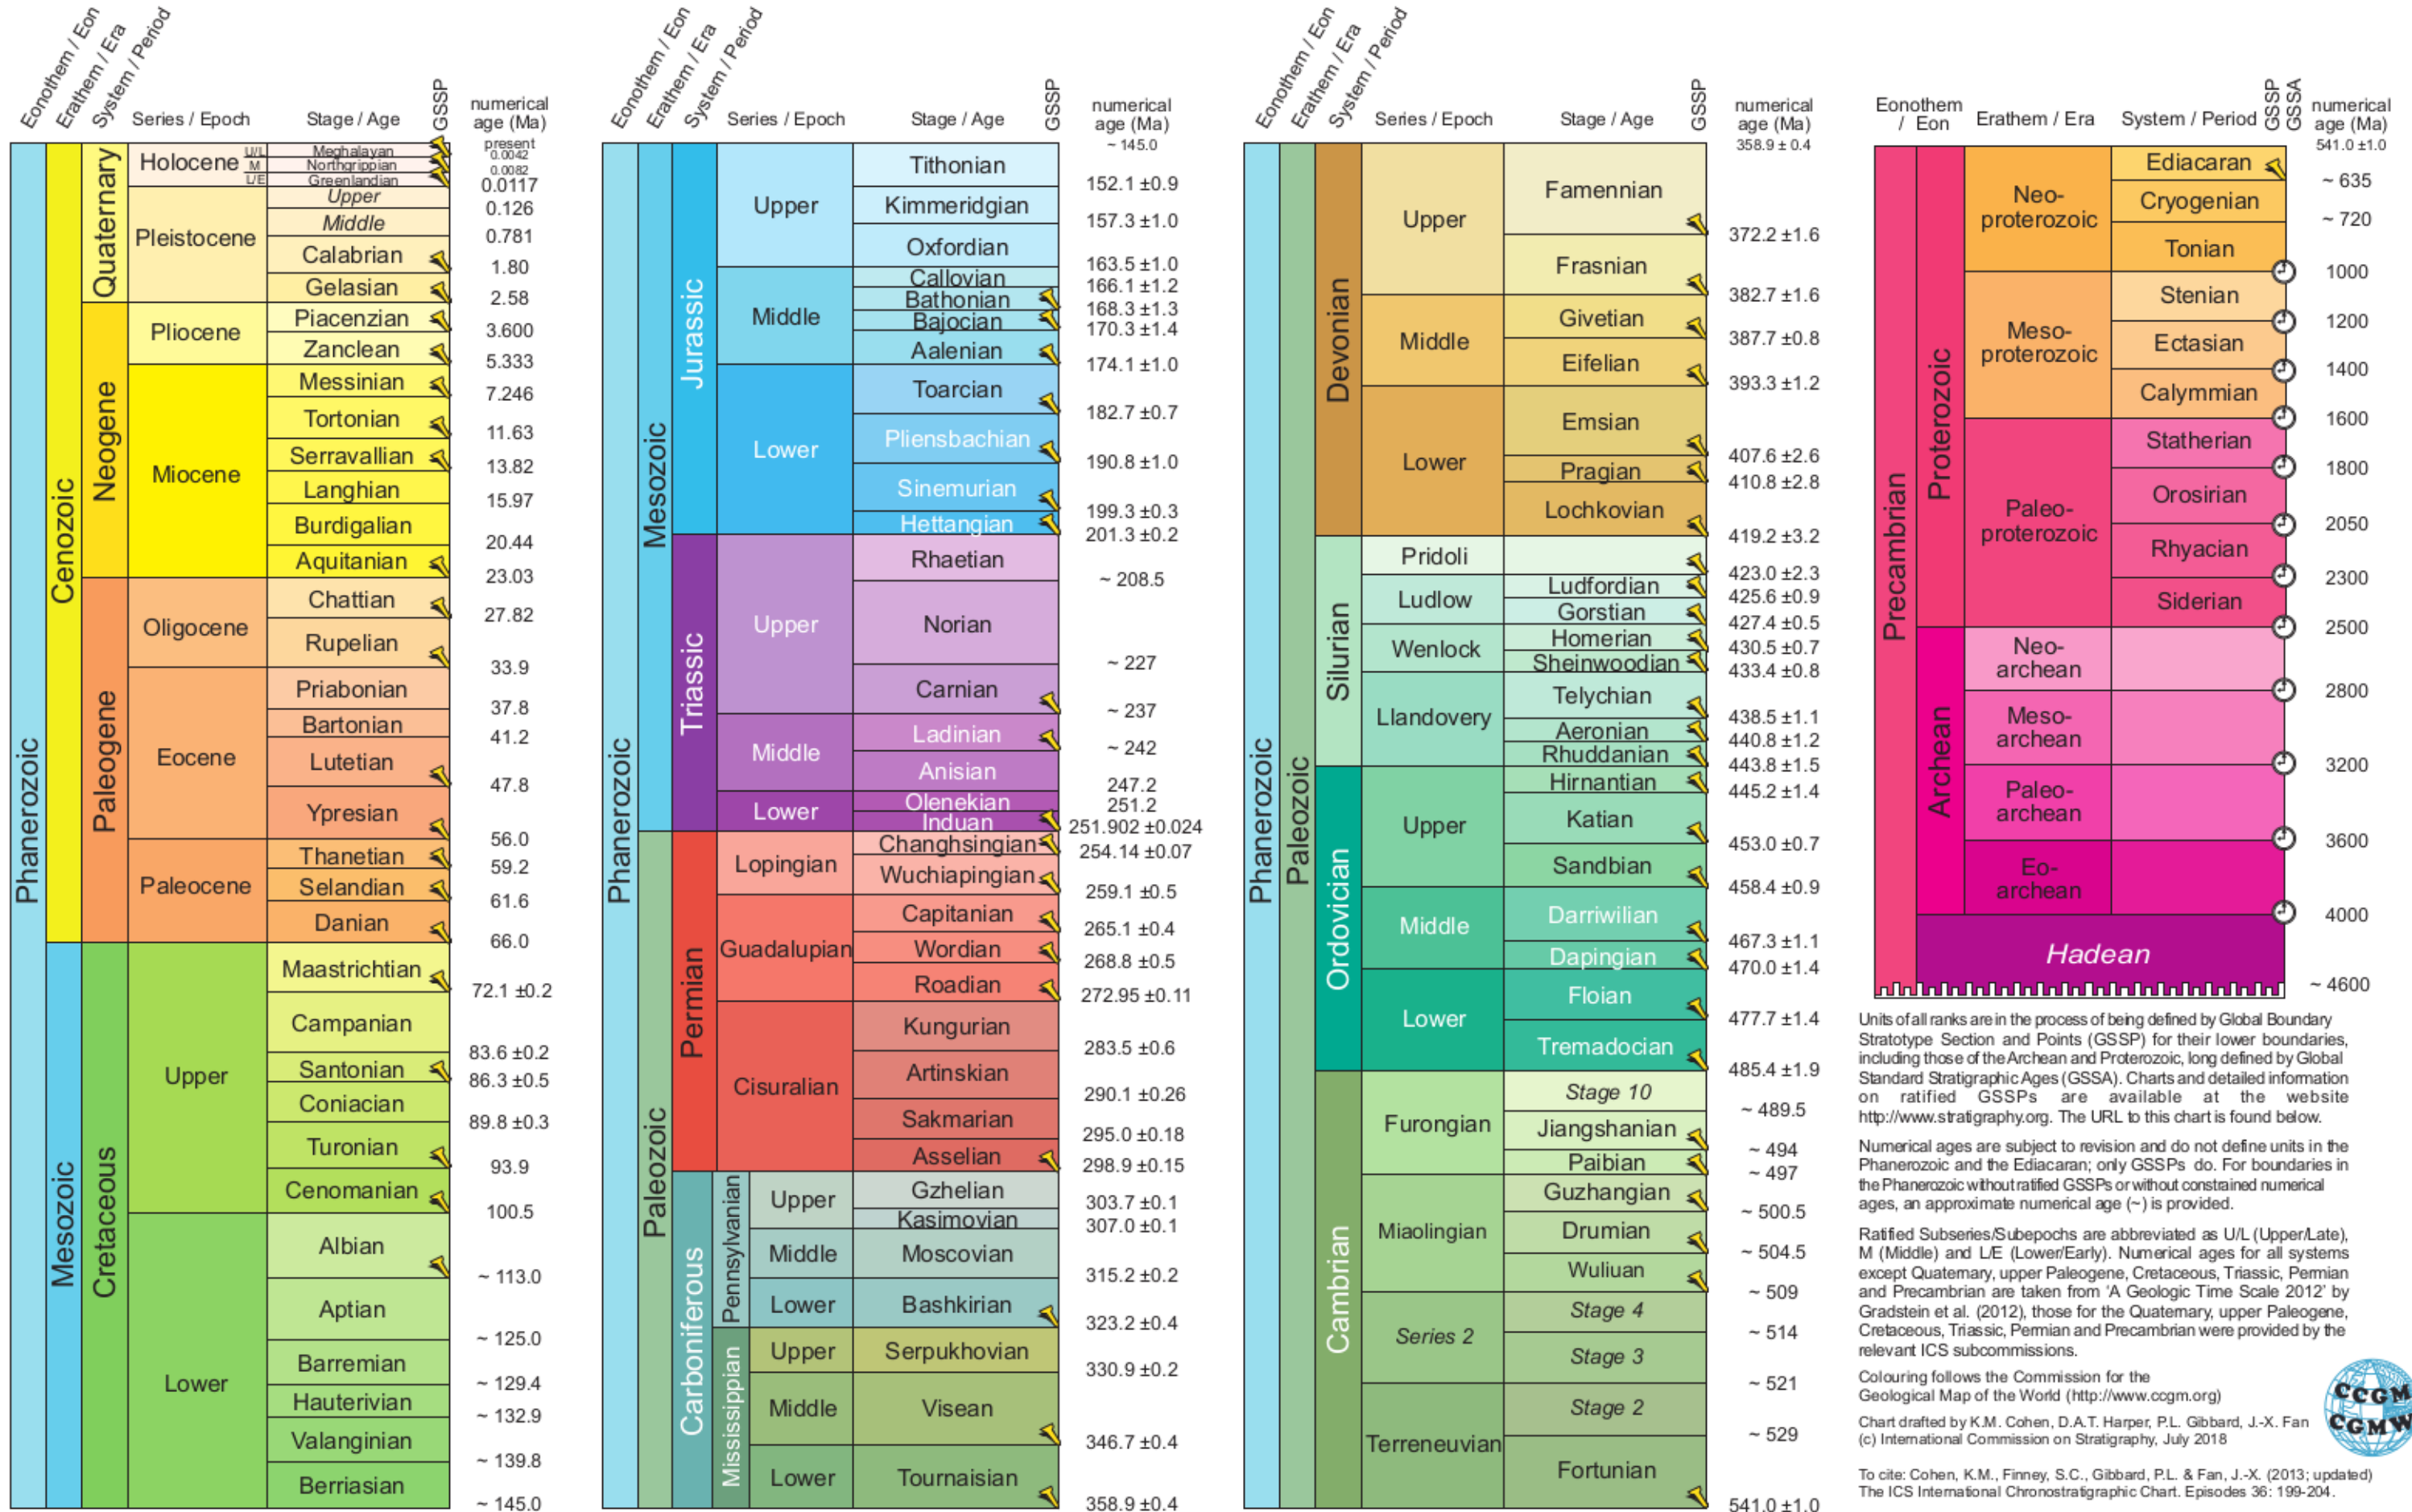 Eonothem / Eon
Erathem / Era
System / Period
Series / Epoch
Stage / Age
GSSP
numerical
age (Ma)
Phanerozoic
Cenozoic
Quaternary
Holocene
U/L
M
L/E
Meghalayan
Northgrippian
Greenlandian
present
0.0042
0.0082
0.0117
Pleistocene
Upper
0.126
Middle
0.781
Calabrian
1.80
Gelasian
2.58
Neogene
Pliocene
Piacenzian
3.600
Zanclean
5.333
Miocene
Messinian
7.246
Tortonian
11.63
Serravallian
13.82
Langhian
15.97
Burdigalian
20.44
Aquitanian
23.03
Paleogene
Oligocene
Chattian
27.82
Rupelian
33.9
Eocene
Priabonian
37.8
Bartonian
41.2
Lutetian
47.8
Ypresian
56.0
Paleocene
Thanetian
59.2
Selandian
61.6
Danian
66.0
Mesozoic
Cretaceous
Upper
Maastrichtian
72.1 ±0.2
Campanian
83.6 ±0.2
Santonian
86.3 ±0.5
Coniacian
89.8 ±0.3
Turonian
93.9
Cenomanian
100.5
Lower
Albian
~ 113.0
Aptian
~ 125.0
Barremian
~ 129.4
Hauterivian
~ 132.9
Valanginian
~ 139.8
Berriasian
~ 145.0
Eonothem / Eon
Erathem / Era
System / Period
Series / Epoch
Stage / Age
GSSP
numerical
age (Ma)
~ 145.0
Phanerozoic
Mesozoic
Jurassic
Upper
Tithonian
152.1 ±0.9
Kimmeridgian
157.3 ±1.0
Oxfordian
163.5 ±1.0
Middle
Callovian
166.1 ±1.2
Bathonian
168.3 ±1.3
Bajocian
170.3 ±1.4
Aalenian
174.1 ±1.0
Lower
Toarcian
182.7 ±0.7
Pliensbachian
190.8 ±1.0
Sinemurian
199.3 ±0.3
Hettangian
201.3 ±0.2
Triassic
Upper
Rhaetian
~ 208.5
Norian
~ 227
Carnian
~ 237
Middle
Ladinian
~ 242
Anisian
247.2
Lower
Olenekian
251.2
Induan
251.902 ±0.024
Paleozoic
Permian
Lopingian
Changhsingian
254.14 ±0.07
Wuchiapingian
259.1 ±0.5
Guadalupian
Capitanian
265.1 ±0.4
Wordian
268.8 ±0.5
Roadian
272.95 ±0.11
Cisuralian
Kungurian
283.5 ±0.6
Artinskian
290.1 ±0.26
Sakmarian
295.0 ±0.18
Asselian
298.9 ±0.15
Carboniferous
Pennsylvanian
Upper
Gzhelian
303.7 ±0.1
Kasimovian
307.0 ±0.1
Middle
Moscovian
315.2 ±0.2
Lower
Bashkirian
323.2 ±0.4
Mississippian
Upper
Serpukhovian
330.9 ±0.2
Middle
Visean
346.7 ±0.4
Lower
Tournaisian
358.9 ±0.4
Eonothem / Eon
Erathem / Era
System / Period
Series / Epoch
Stage / Age
GSSP
numerical
age (Ma)
358.9 ± 0.4
Phanerozoic
Paleozoic
Devonian
Upper
Famennian
372.2 ±1.6
Frasnian
382.7 ±1.6
Middle
Givetian
387.7 ±0.8
Eifelian
393.3 ±1.2
Lower
Emsian
407.6 ±2.6
Pragian
410.8 ±2.8
Lochkovian
419.2 ±3.2
Silurian
Pridoli
423.0 ±2.3
Ludlow
Ludfordian
425.6 ±0.9
Gorstian
427.4 ±0.5
Wenlock
Homerian
430.5 ±0.7
Sheinwoodian
433.4 ±0.8
Llandovery
Telychian
438.5 ±1.1
Aeronian
440.8 ±1.2
Rhuddanian
443.8 ±1.5
Ordovician
Upper
Hirnantian
445.2 ±1.4
Katian
453.0 ±0.7
Sandbian
458.4 ±0.9
Middle
Darriwilian
467.3 ±1.1
Dapingian
470.0 ±1.4
Lower
Floian
477.7 ±1.4
Tremadocian
485.4 ±1.9
Cambrian
Furongian
Stage 10
~ 489.5
Jiangshanian
~ 494
Paibian
~ 497
Miaolingian
Guzhangian
~ 500.5
Drumian
~ 504.5
Wuliuan
~ 509
Series 2
Stage 4
~ 514
Stage 3
~ 521
Terreneuvian
Stage 2
~ 529
Fortunian
541.0 ±1.0
Eonothem
/ Eon
Erathem / Era
System / Period
GSSP
GSSA
numerical
age (Ma)
541.0 ±1.0
Precambrian
Proterozoic
Neo-
proterozoic
Ediacaran
~ 635
Cryogenian
~ 720
Tonian
1000
Meso-
proterozoic
Stenian
1200
Ectasian
1400
Calymmian
1600
Paleo-
proterozoic
Statherian
1800
Orosirian
2050
Rhyacian
2300
Siderian
2500
Archean
Neo-
archean
2800
Meso-
archean
3200
Paleo-
archean
3600
Eo-
archean
4000
Hadean
~ 4600
Units of all ranks are in the process of being defined by Global Boundary
Stratotype Section and Points (GSSP) for their lower boundaries,
including those of the Archean and Proterozoic, long defined by Global
Standard Stratigraphic Ages (GSSA). Charts and detailed information
on ratified GSSPs are available at the website
http://www.stratigraphy.org. The URL to this chart is found below.
Numerical ages are subject to revision and do not define units in the
Phanerozoic and the Ediacaran; only GSSPs do. For boundaries in
the Phanerozoic without ratified GSSPs or without constrained numerical
ages, an approximate numerical age (~) is provided.
Ratified Subseries/Subepochs are abbreviated as U/L (Upper/Late),
M (Middle) and L/E (Lower/Early). Numerical ages for all systems
except Quaternary, upper Paleogene, Cretaceous, Triassic, Permian
and Precambrian are taken from 'A Geologic Time Scale 2012' by
Gradstein et al. (2012), those for the Quaternary, upper Paleogene,
Cretaceous, Triassic, Permian and Precambrian were provided by the
relevant ICS subcommissions.
Colouring follows the Commission for the
Geological Map of the World (http://www.ccgm.org)
Chart drafted by K.M. Cohen, D.A.T. Harper, P.L. Gibbard, J.-X. Fan
(c) International Commission on Stratigraphy, July 2018
CCGM
CGMW
To cite: Cohen, K.M., Finney, S.C., Gibbard, P.L. & Fan, J.-X. (2013; updated)
The ICS International Chronostratigraphic Chart. Episodes 36: 199-204.